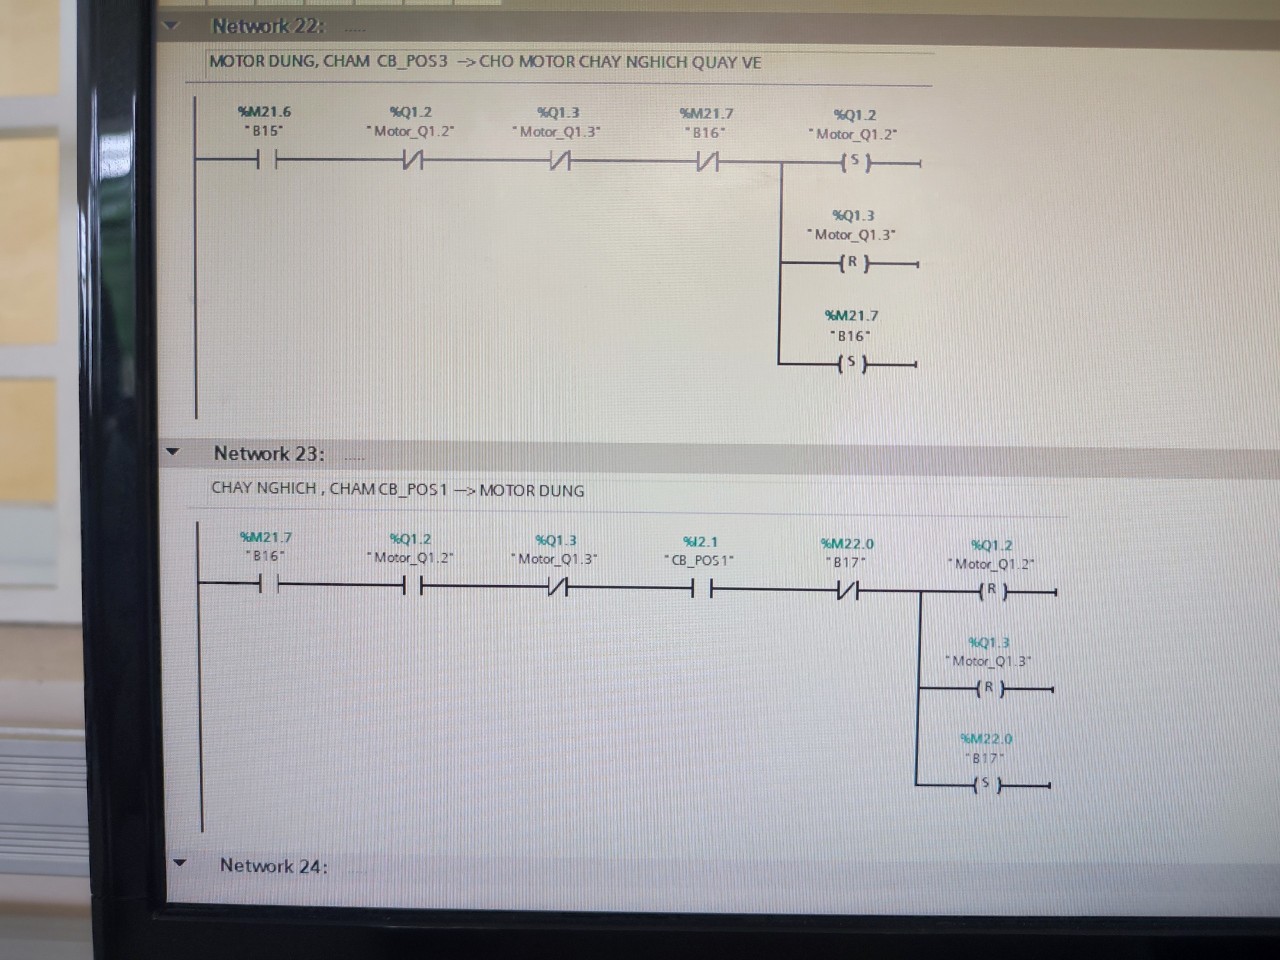 Network 22: .....
MOTOR DUNG, CHAM CB_POS3 --> CHO MOTOR CHAY NGHICH QUAY VE
%M21.6 %Q1.2 %Q1.3 %M21.7 %Q1.2
"B15" "Motor_Q1.2" "Motor_Q1.3" "B16" "Motor_Q1.2"
S
%Q1.3
"Motor_Q1.3"
R
%M21.7
"B16"
S
Network 23: .....
CHAY NGHICH , CHAM CB_POS1 --> MOTOR DUNG
%M21.7 %Q1.2 %Q1.3 %I2.1 %M22.0 %Q1.2
"B16" "Motor_Q1.2" "Motor_Q1.3" "CB_POS1" "B17" "Motor_Q1.2"
R
%Q1.3
"Motor_Q1.3"
R
%M22.0
"B17"
S
Network 24: .....